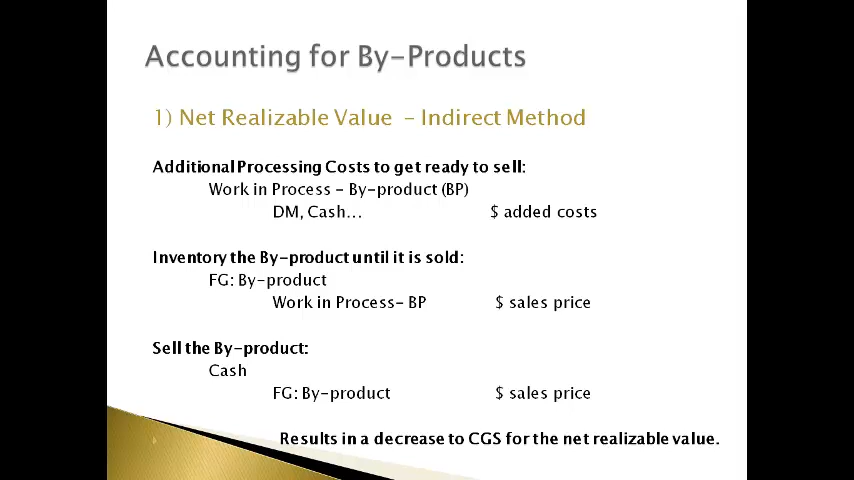 Accounting for By-Products
1) Net Realizable Value - Indirect Method
Additional Processing Costs to get ready to sell:
Work in Process - By-product (BP)
DM, Cash... $ added costs
Inventory the By-product until it is sold:
FG: By-product
Work in Process- BP $ sales price
Sell the By-product:
Cash
FG: By-product $ sales price
Results in a decrease to CGS for the net realizable value.